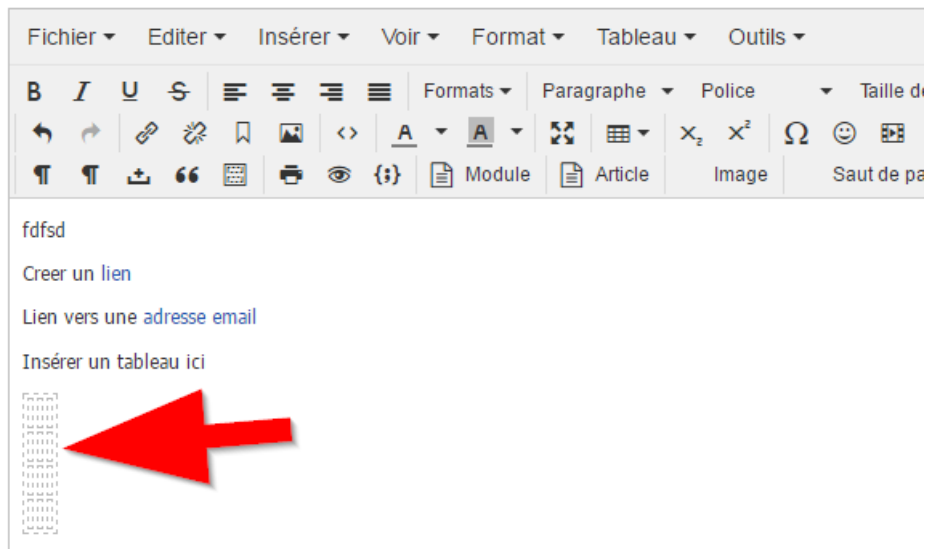 Fichier Editer Insérer Voir Format Tableau Outils
B I U S Formats Paragraphe Police Taille de
A A X₂ X² Ω
¶ ¶ {;} Module Article Image Saut de pa
fdfsd
Creer un lien
Lien vers une adresse email
Insérer un tableau ici